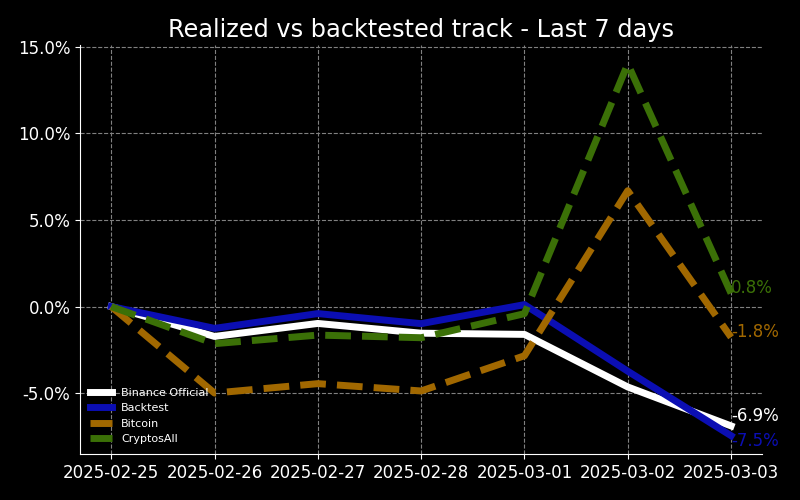 Realized vs backtested track - Last 7 days
15.0%
10.0%
5.0%
0.0%
-5.0%
0.8%
-1.8%
-6.9%
-7.5%
Binance Official
Backtest
Bitcoin
CryptosAll
2025-02-25 2025-02-26 2025-02-27 2025-02-28 2025-03-01 2025-03-02 2025-03-03